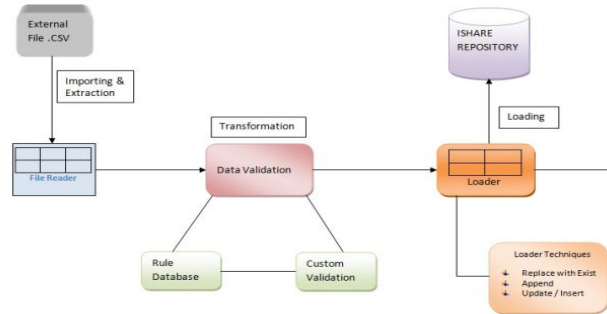 External
File .CSV
ISHARE
REPOSITORY
Importing &
Extraction
Loading
Transformation
File Reader
Data Validation
Loader
Rule
Database
Custom
Validation
Loader Techniques
Replace with Exist
Append
Update / Insert